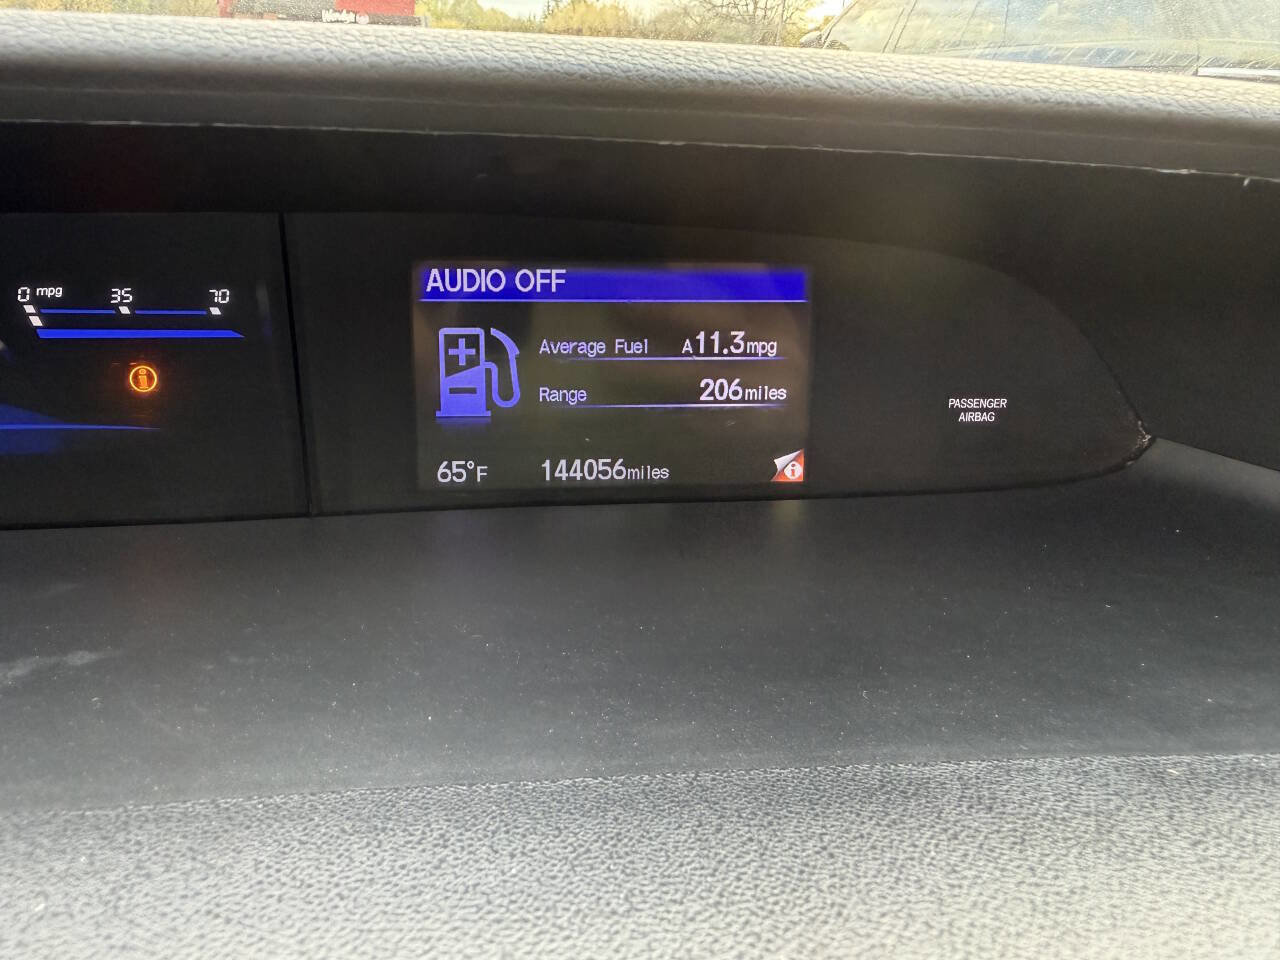 0 mpg 35 70
AUDIO OFF
Average Fuel A11.3mpg
Range 206miles
65°F 144056miles
PASSENGER
AIRBAG